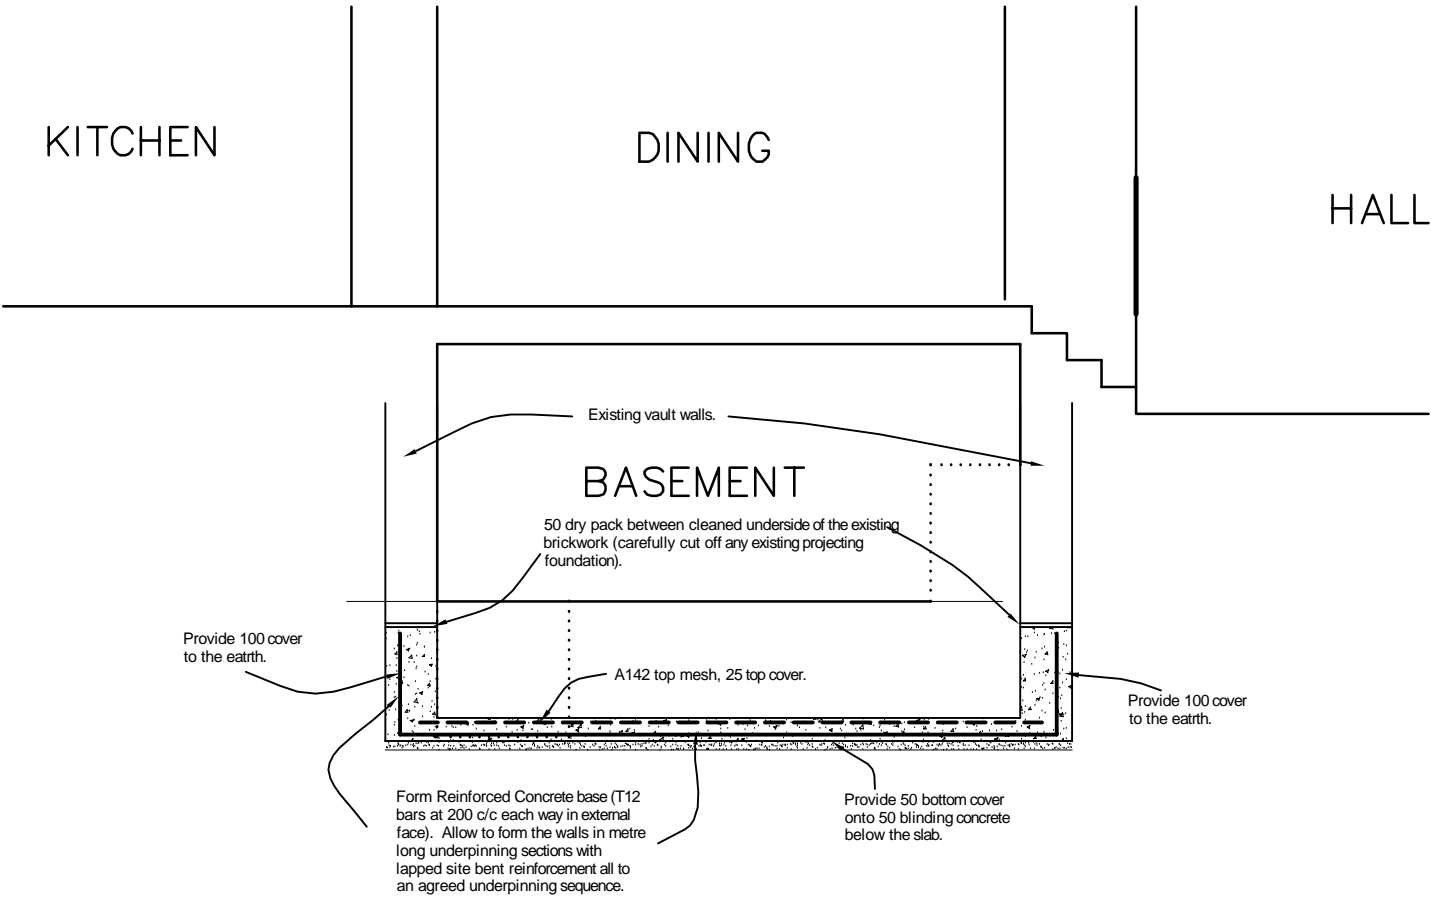 KITCHEN
DINING
HALL
Existing vault walls.
BASEMENT
50 dry pack between cleaned underside of the existing
brickwork (carefully cut off any existing projecting
foundation).
Provide 100 cover
to the eatrth.
A142 top mesh, 25 top cover.
Provide 100 cover
to the eatrth.
Form Reinforced Concrete base (T12
bars at 200 c/c each way in external
face). Allow to form the walls in metre
long underpinning sections with
lapped site bent reinforcement all to
an agreed underpinning sequence.
Provide 50 bottom cover
onto 50 blinding concrete
below the slab.